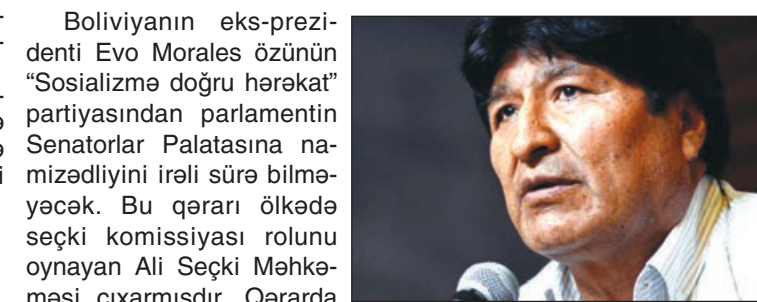 Boliviyanın eks-prezi-
denti Evo Morales özünün
“Sosializmə doğru hərəkat”
partiyasından parlamentin
Senatorlar Palatasına na-
mizədliyini irəli sürə bilmə-
yəcək. Bu qərarı ölkədə
seçki komissiyası rolunu
oynayan Ali Seçki Məhkə-
məsi çıxarmışdır. Qərarda